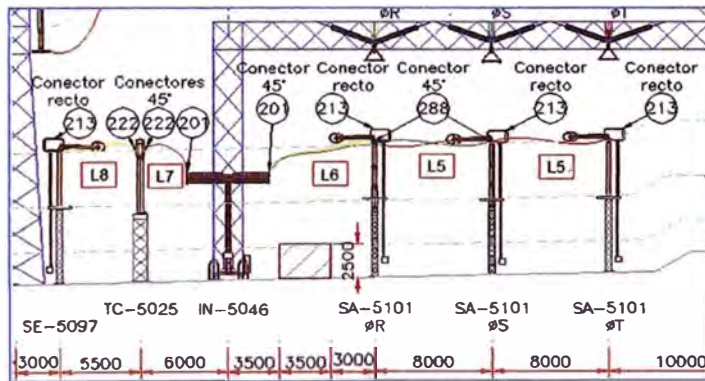 ØR ØS ØT
Conector recto
Conectores 45°
Conector 45°
Conector recto
Conector 45°
Conector recto
Conector recto
213 222 222 201 201 213 288 213 213
L8 L7 L6 L5 L5
2500
SE-5097 TC-5025 IN-5046 SA-5101 ØR SA-5101 ØS SA-5101 ØT
3000 5500 6000 3500 3500 3000 8000 8000 10000